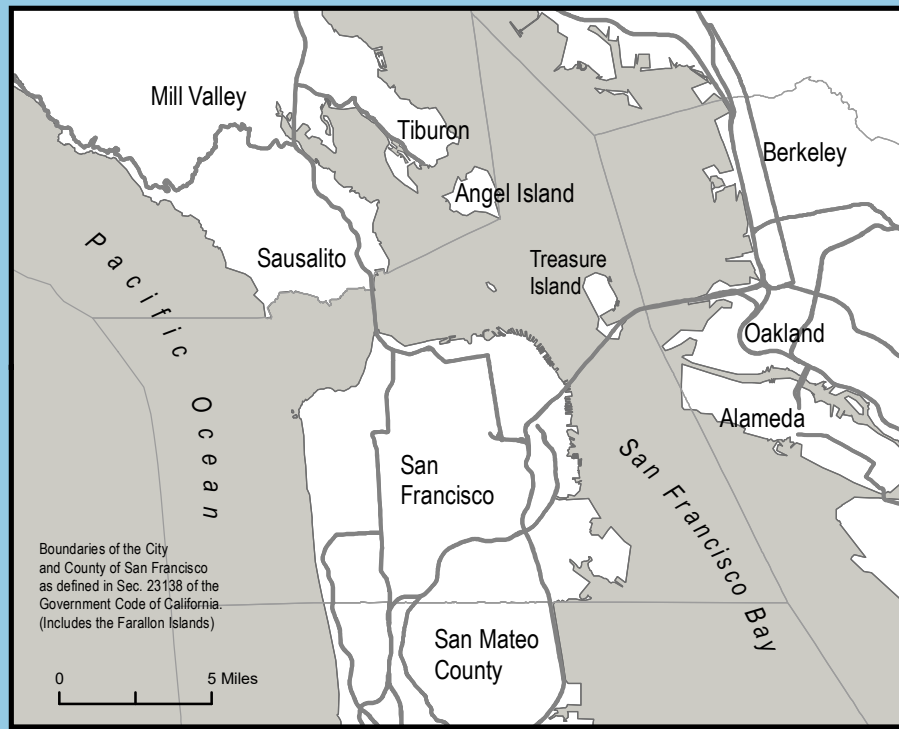 Mill Valley
Tiburon
Berkeley
Angel Island
Sausalito
Treasure
Island
Pacific Ocean
Oakland
Alameda
San
Francisco
San Francisco Bay
Boundaries of the City
and County of San Francisco
as defined in Sec. 23138 of the
Government Code of California.
(Includes the Farallon Islands)
San Mateo
County
0 5 Miles